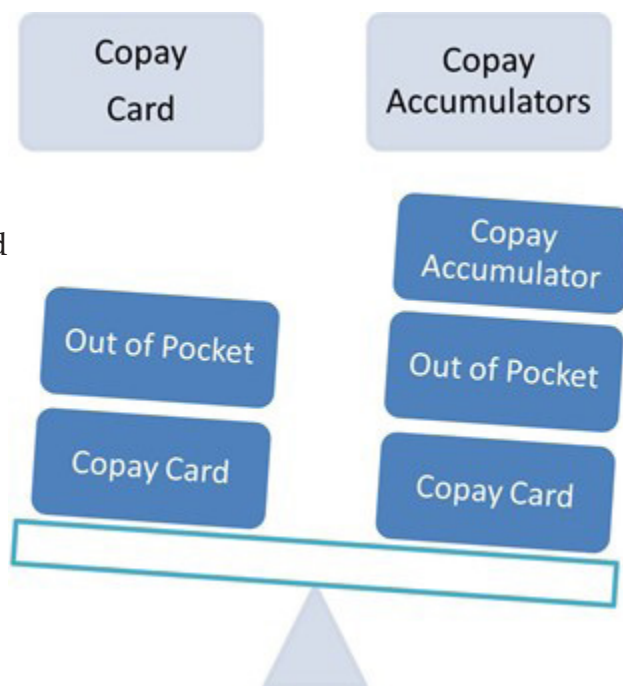 Copay
Card
Copay
Accumulators
d
Out of Pocket
Copay Card
Copay
Accumulator
Out of Pocket
Copay Card